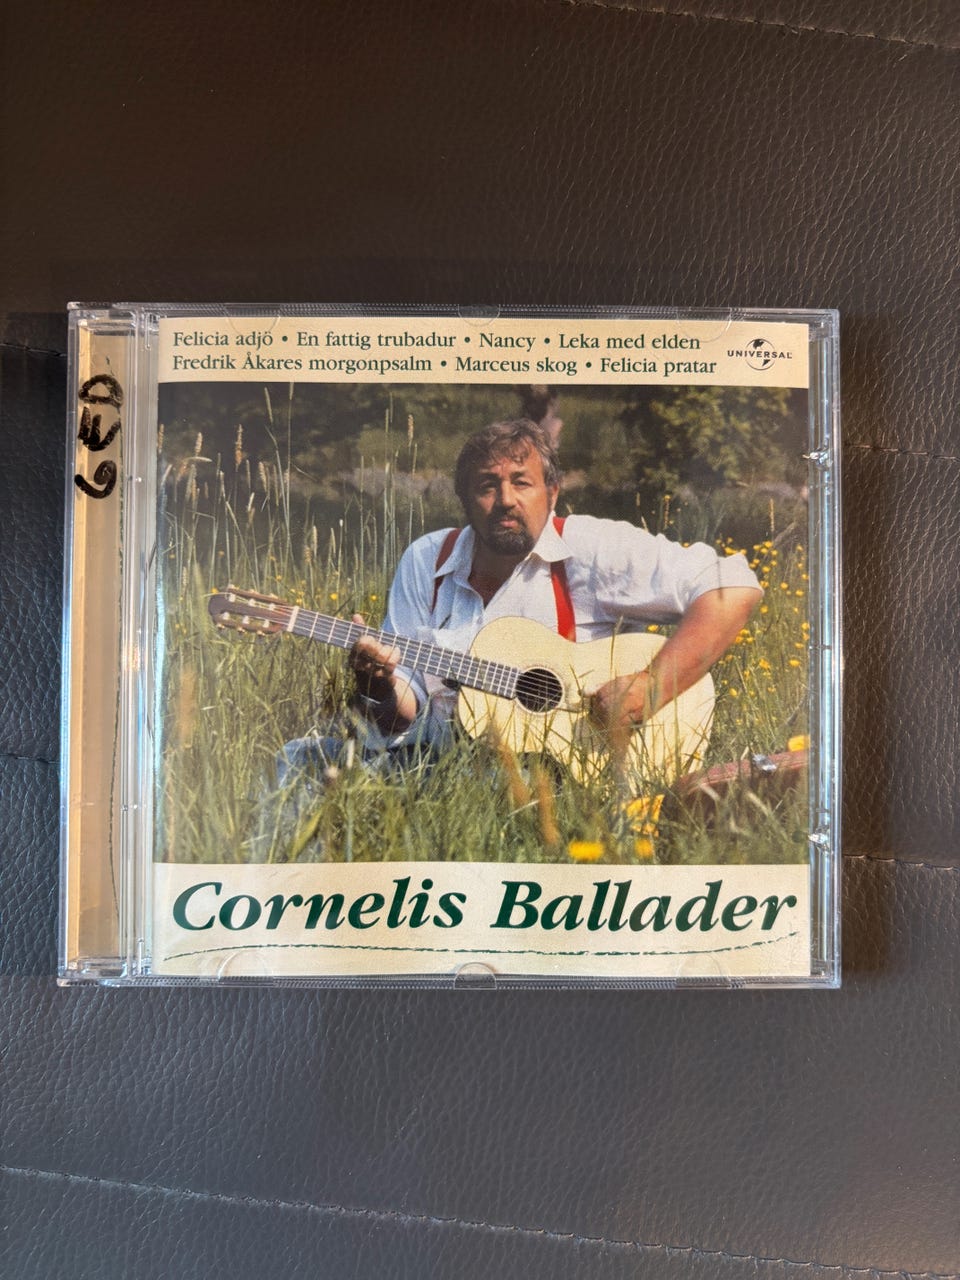 Felicia adjö • En fattig trubadur • Nancy • Leka med elden
Fredrik Åkares morgonpsalm • Marceus skog • Felicia pratar
UNIVERSAL
GED
Cornelis Ballader